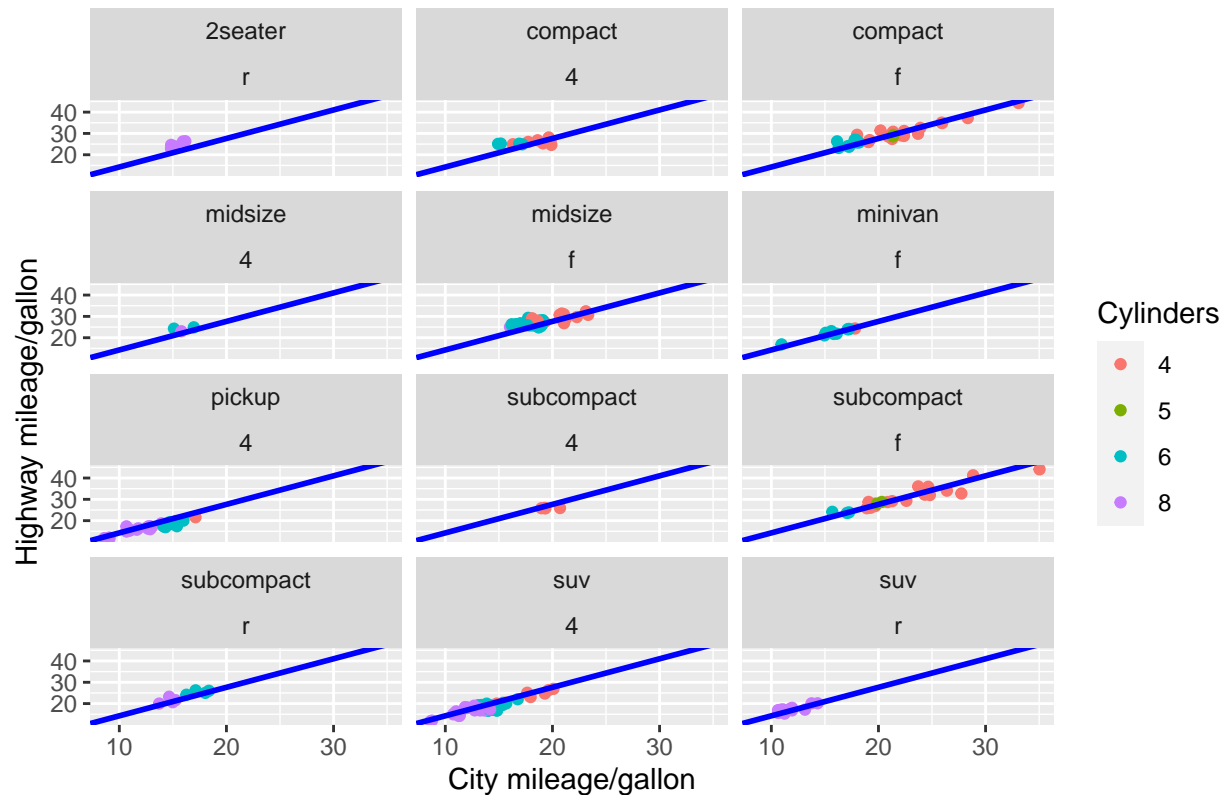 2seater compact compact
r 4 f
40
30
20
midsize midsize minivan
4 f f
40
30
20
pickup subcompact subcompact
4 4 f
40
30
20
subcompact suv suv
r 4 r
40
30
20
10 20 30 10 20 30 10 20 30
City mileage/gallon
Highway mileage/gallon
Cylinders
4
5
6
8